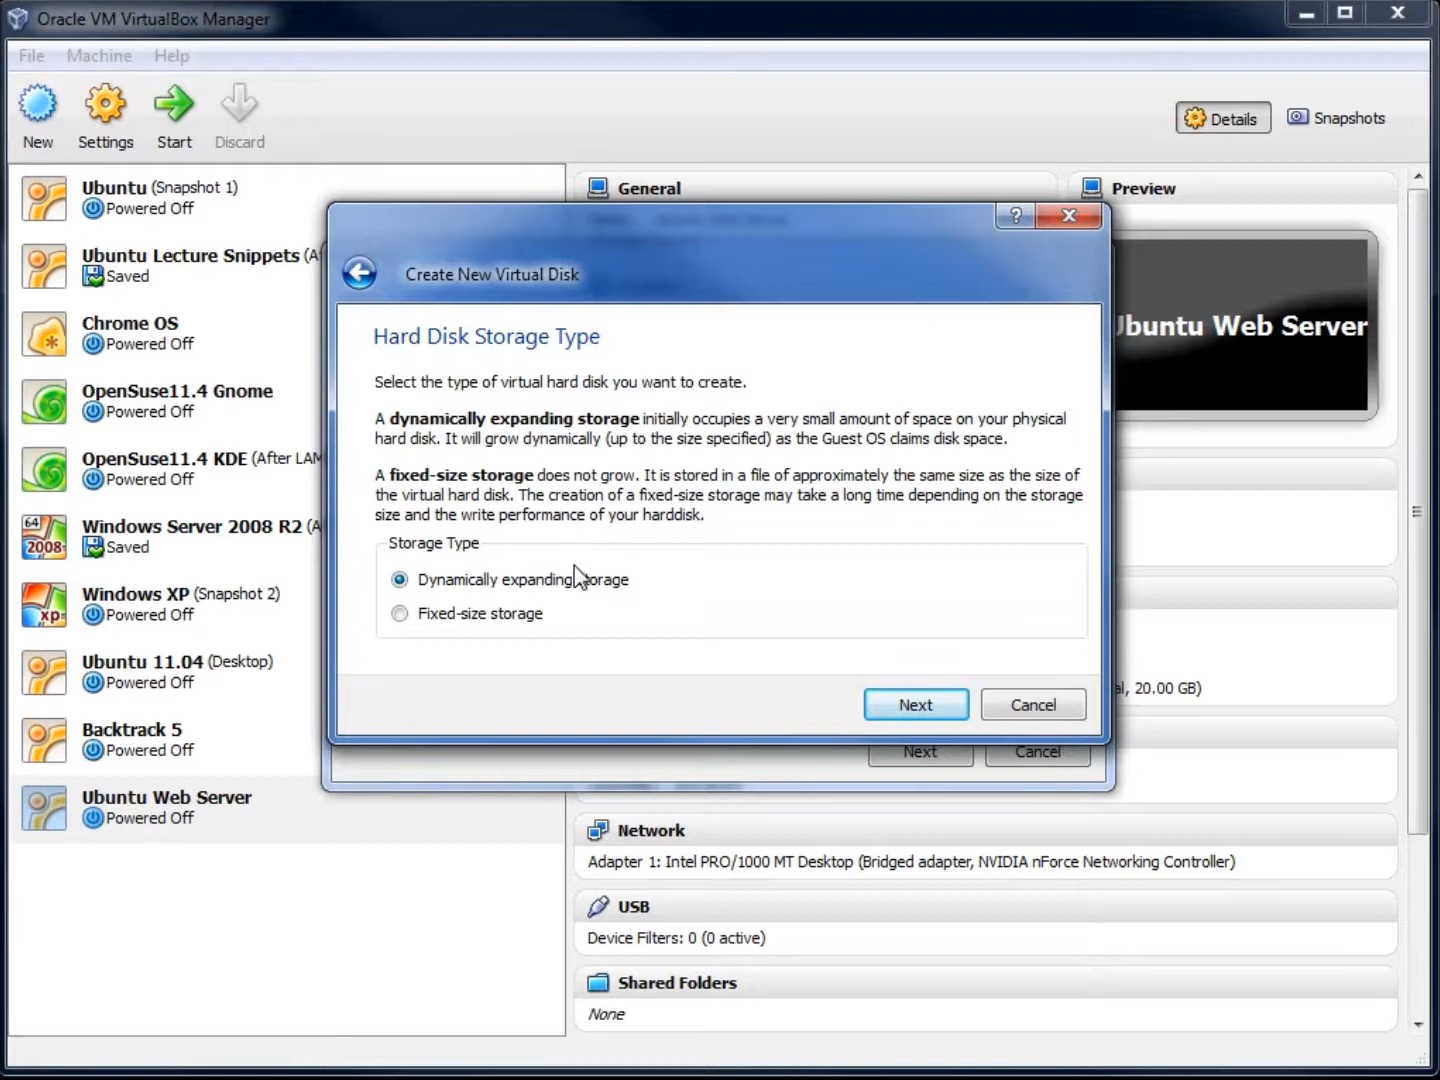 Oracle VM VirtualBox Manager
File Machine Help
New Settings Start Discard
Details Snapshots
Ubuntu (Snapshot 1)
Powered Off
Ubuntu Lecture Snippets (A
Saved
Chrome OS
Powered Off
OpenSuse11.4 Gnome
Powered Off
OpenSuse11.4 KDE (After LAM
Powered Off
64
2008
Windows Server 2008 R2 (A
Saved
xp
Windows XP (Snapshot 2)
Powered Off
Ubuntu 11.04 (Desktop)
Powered Off
Backtrack 5
Powered Off
Ubuntu Web Server
Powered Off
General
Preview
Ubuntu Web Server
?
Create New Virtual Disk
Hard Disk Storage Type
Select the type of virtual hard disk you want to create.
A dynamically expanding storage initially occupies a very small amount of space on your physical
hard disk. It will grow dynamically (up to the size specified) as the Guest OS claims disk space.
A fixed-size storage does not grow. It is stored in a file of approximately the same size as the size of
the virtual hard disk. The creation of a fixed-size storage may take a long time depending on the storage
size and the write performance of your harddisk.
Storage Type
Dynamically expanding storage
Fixed-size storage
Next Cancel
Next Cancel
al, 20.00 GB)
Network
Adapter 1: Intel PRO/1000 MT Desktop (Bridged adapter, NVIDIA nForce Networking Controller)
USB
Device Filters: 0 (0 active)
Shared Folders
None